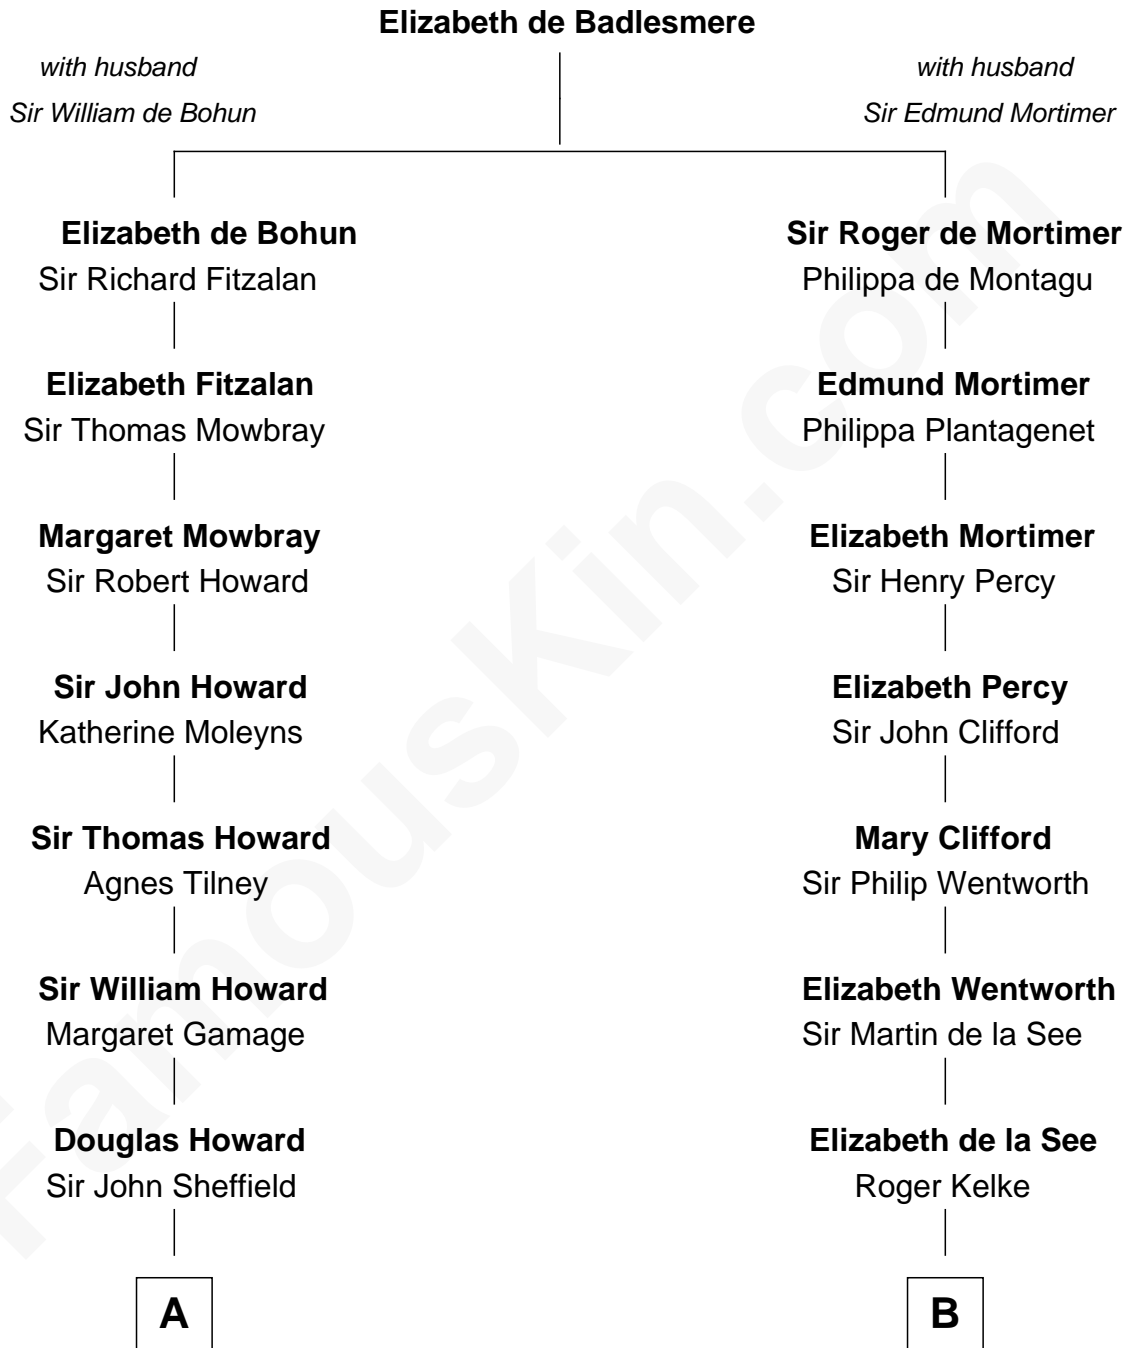 Elizabeth de Badlesmere
with husband
Sir William de Bohun
with husband
Sir Edmund Mortimer
Elizabeth de Bohun
Sir Richard Fitzalan
Sir Roger de Mortimer
Philippa de Montagu
Elizabeth Fitzalan
Sir Thomas Mowbray
Edmund Mortimer
Philippa Plantagenet
Margaret Mowbray
Sir Robert Howard
Elizabeth Mortimer
Sir Henry Percy
Sir John Howard
Katherine Moleyns
Elizabeth Percy
Sir John Clifford
Sir Thomas Howard
Agnes Tilney
Mary Clifford
Sir Philip Wentworth
Sir William Howard
Margaret Gamage
Elizabeth Wentworth
Sir Martin de la See
Douglas Howard
Sir John Sheffield
Elizabeth de la See
Roger Kelke
A
B
FamousKin.com